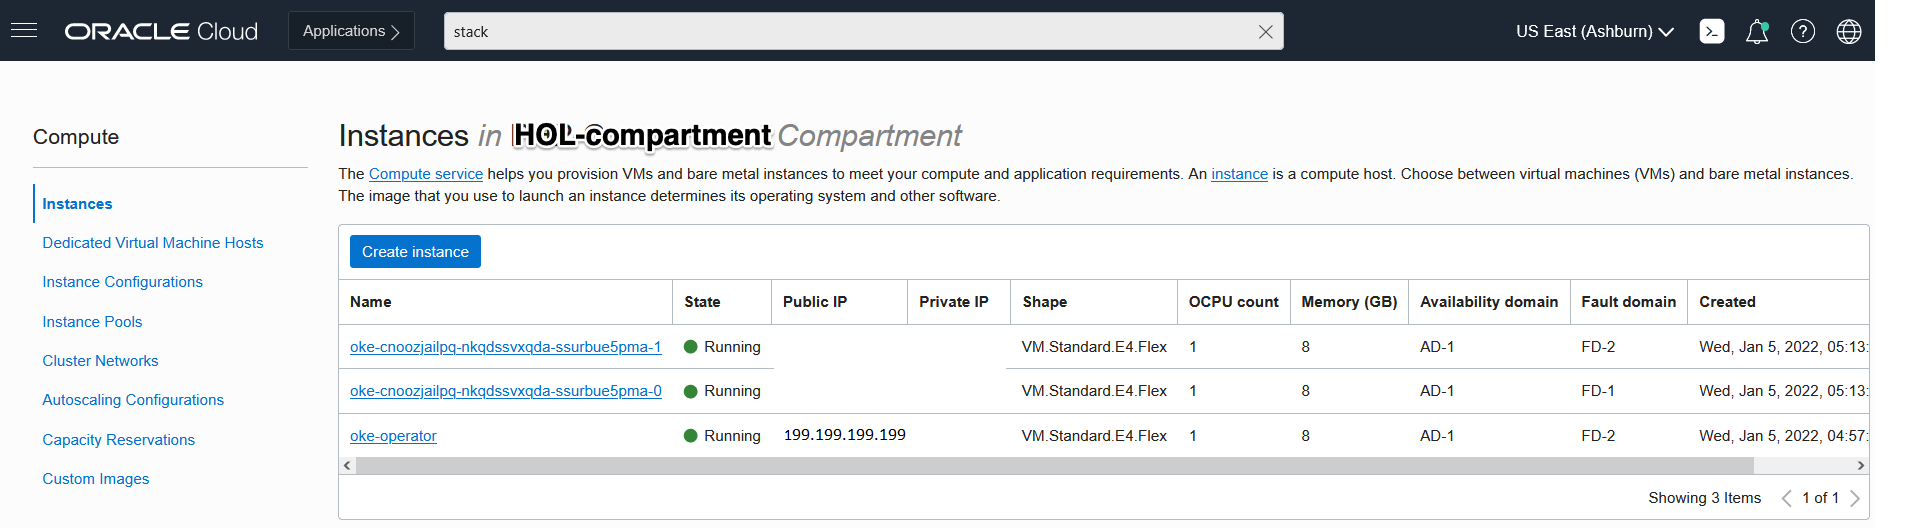 ORACLE Cloud Applications stack US East (Ashburn)
Compute
Instances
Dedicated Virtual Machine Hosts
Instance Configurations
Instance Pools
Cluster Networks
Autoscaling Configurations
Capacity Reservations
Custom Images
Instances in HOL-compartment Compartment
The Compute service helps you provision VMs and bare metal instances to meet your compute and application requirements. An instance is a compute host. Choose between virtual machines (VMs) and bare metal instances.
The image that you use to launch an instance determines its operating system and other software.
Create instance
Name State Public IP Private IP Shape OCPU count Memory (GB) Availability domain Fault domain Created
oke-cnoozjailpq-nkqdssvxqda-ssurbue5pma-1 Running VM.Standard.E4.Flex 1 8 AD-1 FD-2 Wed, Jan 5, 2022, 05:13:
oke-cnoozjailpq-nkqdssvxqda-ssurbue5pma-0 Running VM.Standard.E4.Flex 1 8 AD-1 FD-1 Wed, Jan 5, 2022, 05:13:
oke-operator Running 199.199.199.199 VM.Standard.E4.Flex 1 8 AD-1 FD-2 Wed, Jan 5, 2022, 04:57:
Showing 3 Items 1 of 1